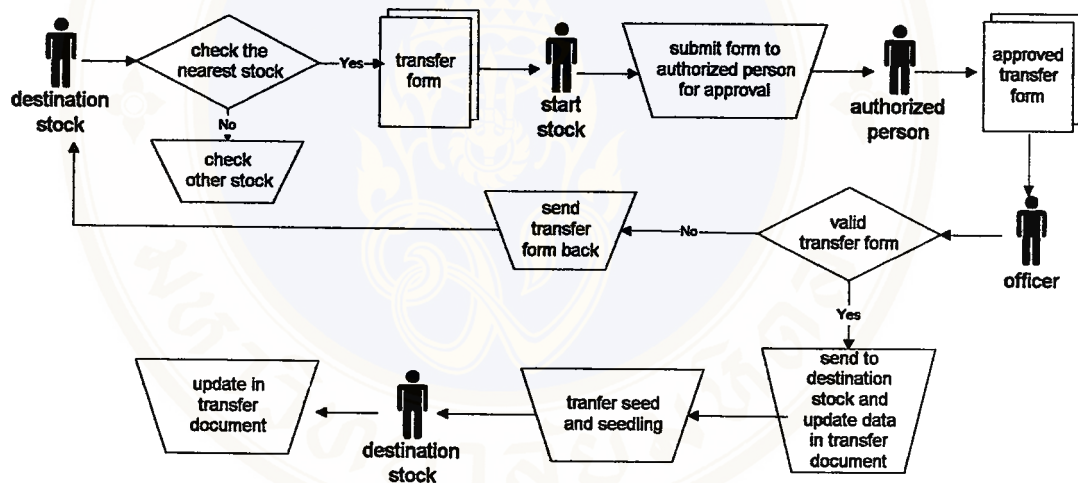 destination
stock
check the
nearest stock
Yes
transfer
form
start
stock
submit form to
authorized person
for approval
authorized
person
approved
transfer
form
No
check
other stock
send
transfer
form back
No
valid
transfer form
officer
Yes
update in
transfer
document
destination
stock
tranfer seed
and seedling
send to
destination
stock and
update data
in transfer
document